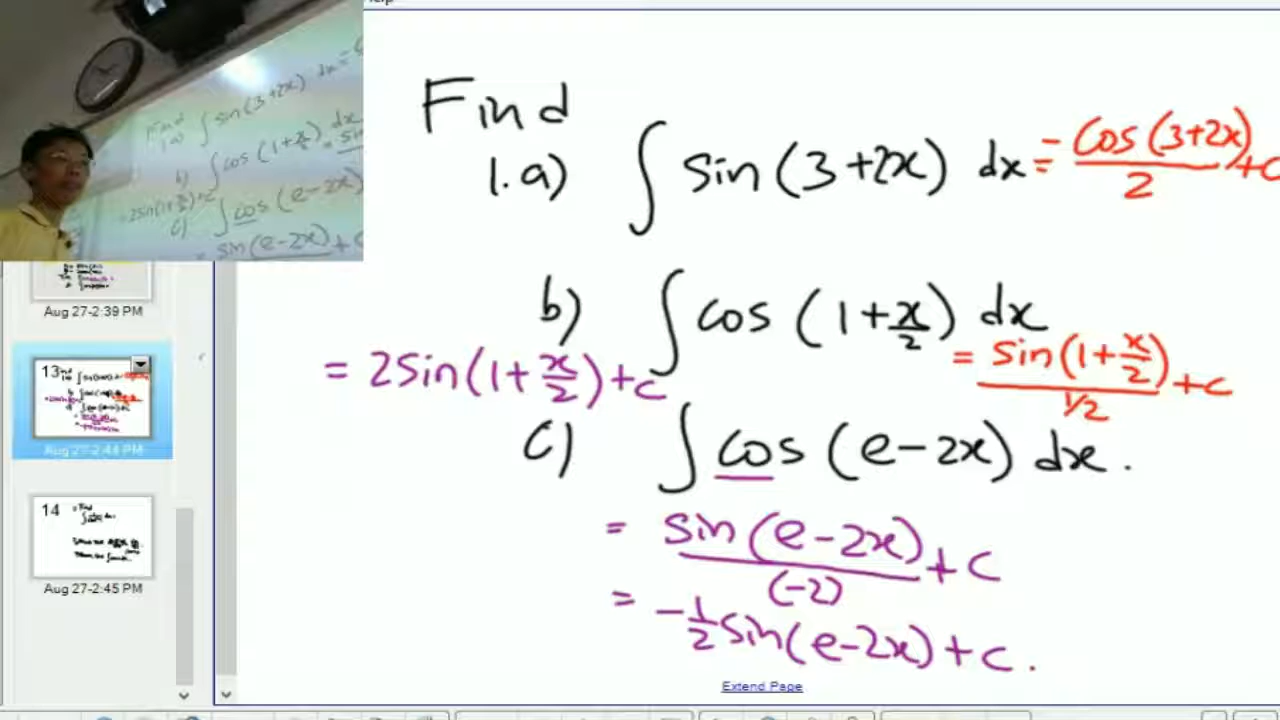 Find
1. a) ∫ sin (3+2x) dx = - cos (3+2x)/2 + c
b) ∫ cos (1+x/2) dx
= sin(1+x/2)/1/2 + c
= 2sin(1+x/2)+c
c) ∫ cos (e-2x) dx.
= sin(e-2x)/(-2) + c
= -1/2 sin(e-2x)+c.
Extend Page
Aug 27-2:39 PM
13
Aug 27-2:44 PM
14
Aug 27-2:45 PM